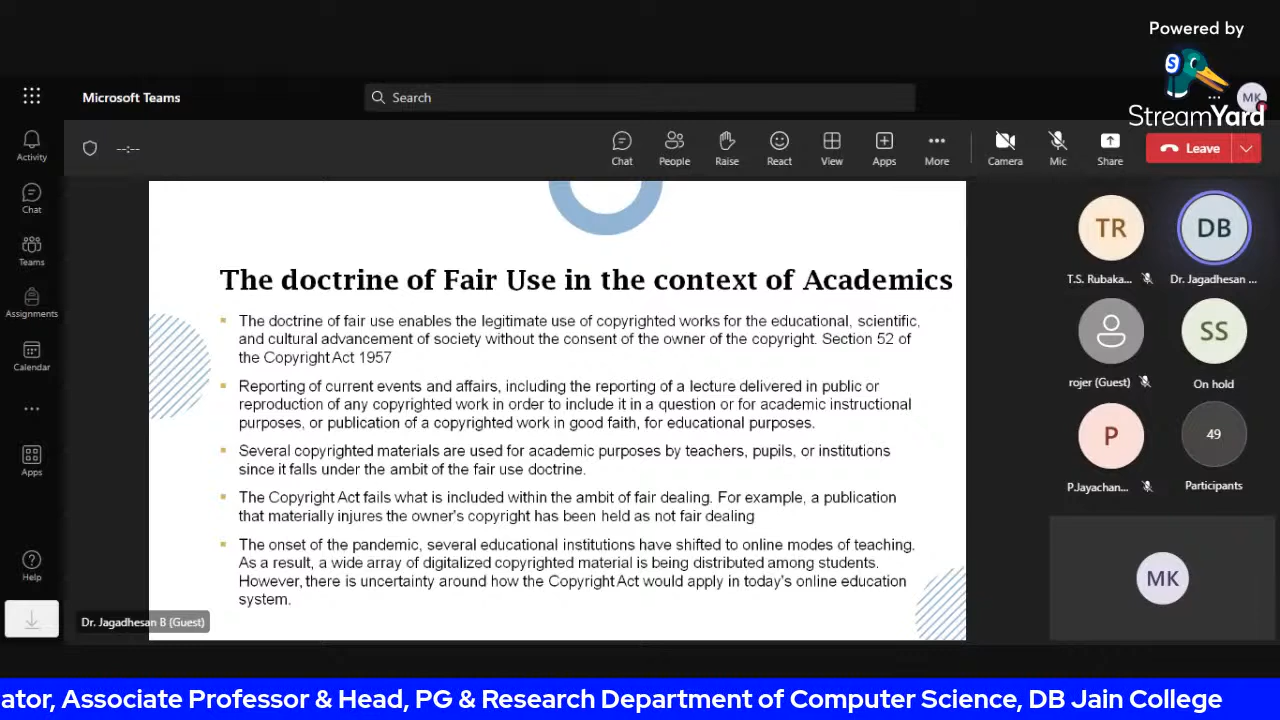 Powered by
StreamYard
Microsoft Teams
Search
MK
--:--
Chat
People
Raise
React
View
Apps
More
Camera
Mic
Share
Leave
Activity
Chat
Teams
Assignments
Calendar
Apps
Help
The doctrine of Fair Use in the context of Academics
The doctrine of fair use enables the legitimate use of copyrighted works for the educational, scientific,
and cultural advancement of society without the consent of the owner of the copyright. Section 52 of
the Copyright Act 1957
Reporting of current events and affairs, including the reporting of a lecture delivered in public or
reproduction of any copyrighted work in order to include it in a question or for academic instructional
purposes, or publication of a copyrighted work in good faith, for educational purposes.
Several copyrighted materials are used for academic purposes by teachers, pupils, or institutions
since it falls under the ambit of the fair use doctrine.
The Copyright Act fails what is included within the ambit of fair dealing. For example, a publication
that materially injures the owner's copyright has been held as not fair dealing
The onset of the pandemic, several educational institutions have shifted to online modes of teaching.
As a result, a wide array of digitalized copyrighted material is being distributed among students.
However, there is uncertainty around how the Copyright Act would apply in today's online education
system.
TR
T.S. Rubaka...
DB
Dr. Jagadhesan ...
rojer (Guest)
SS
On hold
P
P.Jayachan...
49
Participants
MK
Dr. Jagadhesan B (Guest)
ator, Associate Professor & Head, PG & Research Department of Computer Science, DB Jain College